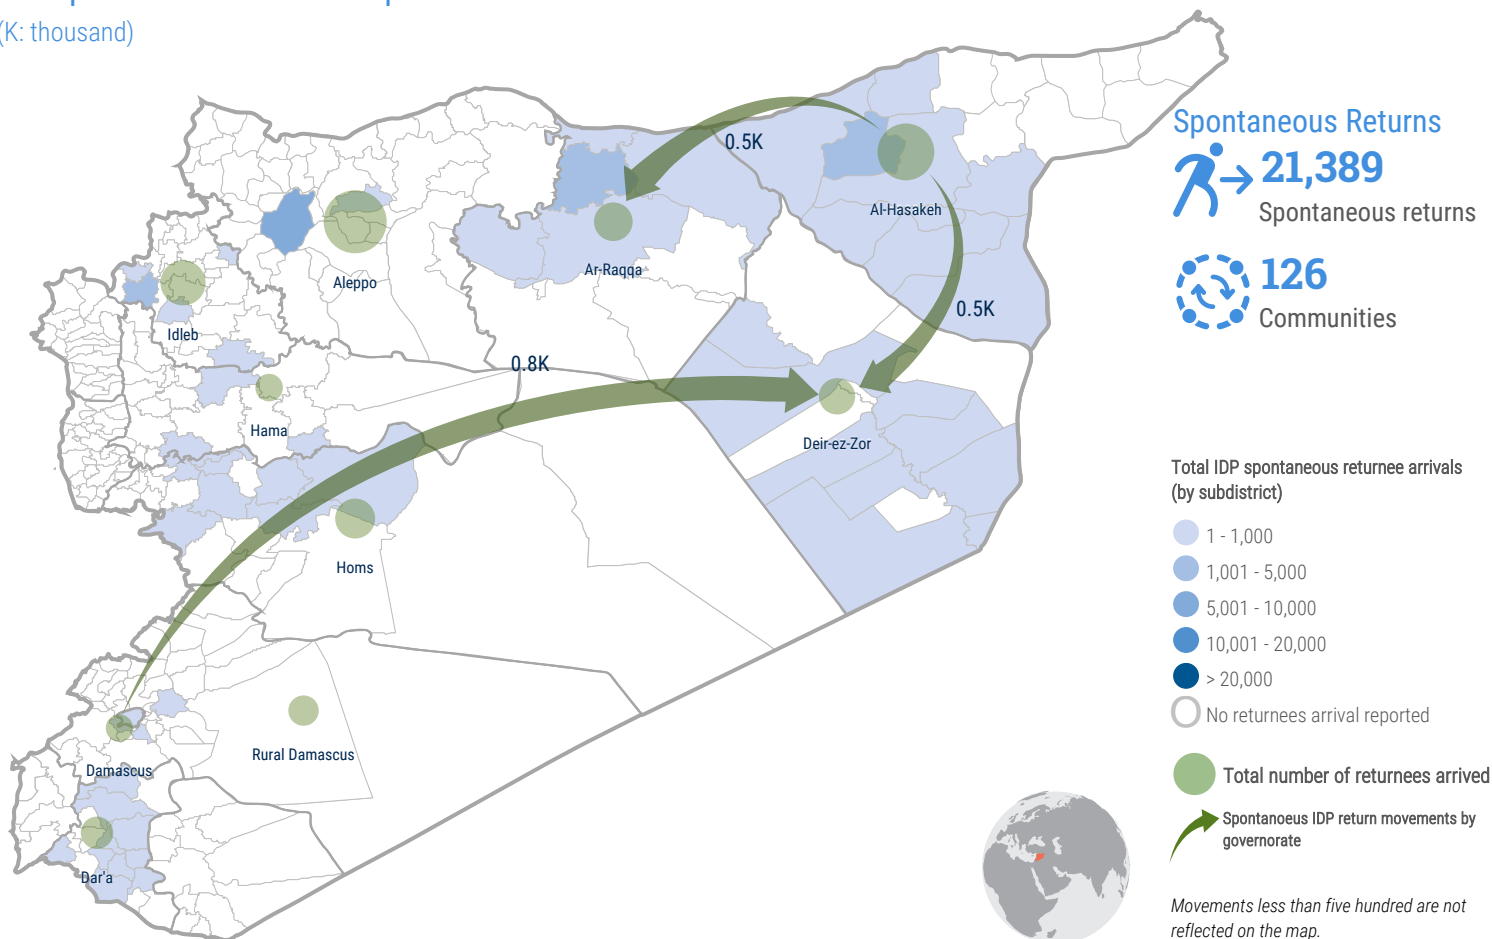 (K: thousand)
0.5K
Al-Hasakeh
Ar-Raqqa
Aleppo
0.5K
Idleb
0.8K
Hama
Deir-ez-Zor
Homs
Rural Damascus
Damascus
Dar'a
Spontaneous Returns
21,389
Spontaneous returns
126
Communities
Total IDP spontaneous returnee arrivals
(by subdistrict)
1 - 1,000
1,001 - 5,000
5,001 - 10,000
10,001 - 20,000
> 20,000
No returnees arrival reported
Total number of returnees arrived
Spontanoeus IDP return movements by
governorate
Movements less than five hundred are not
reflected on the map.